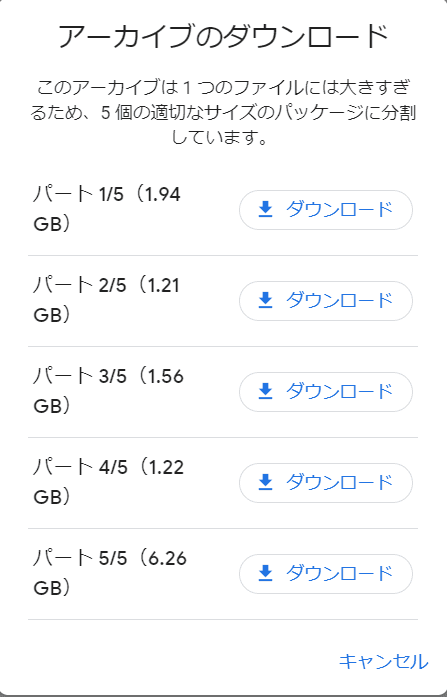 アーカイブのダウンロード
このアーカイブは 1 つのファイルには大きすぎ
るため、5 個の適切なサイズのパッケージに分割
しています。
パート 1/5（1.94
GB）
ダウンロード
パート 2/5（1.21
GB）
ダウンロード
パート 3/5（1.56
GB）
ダウンロード
パート 4/5（1.22
GB）
ダウンロード
パート 5/5（6.26
GB）
ダウンロード
キャンセル